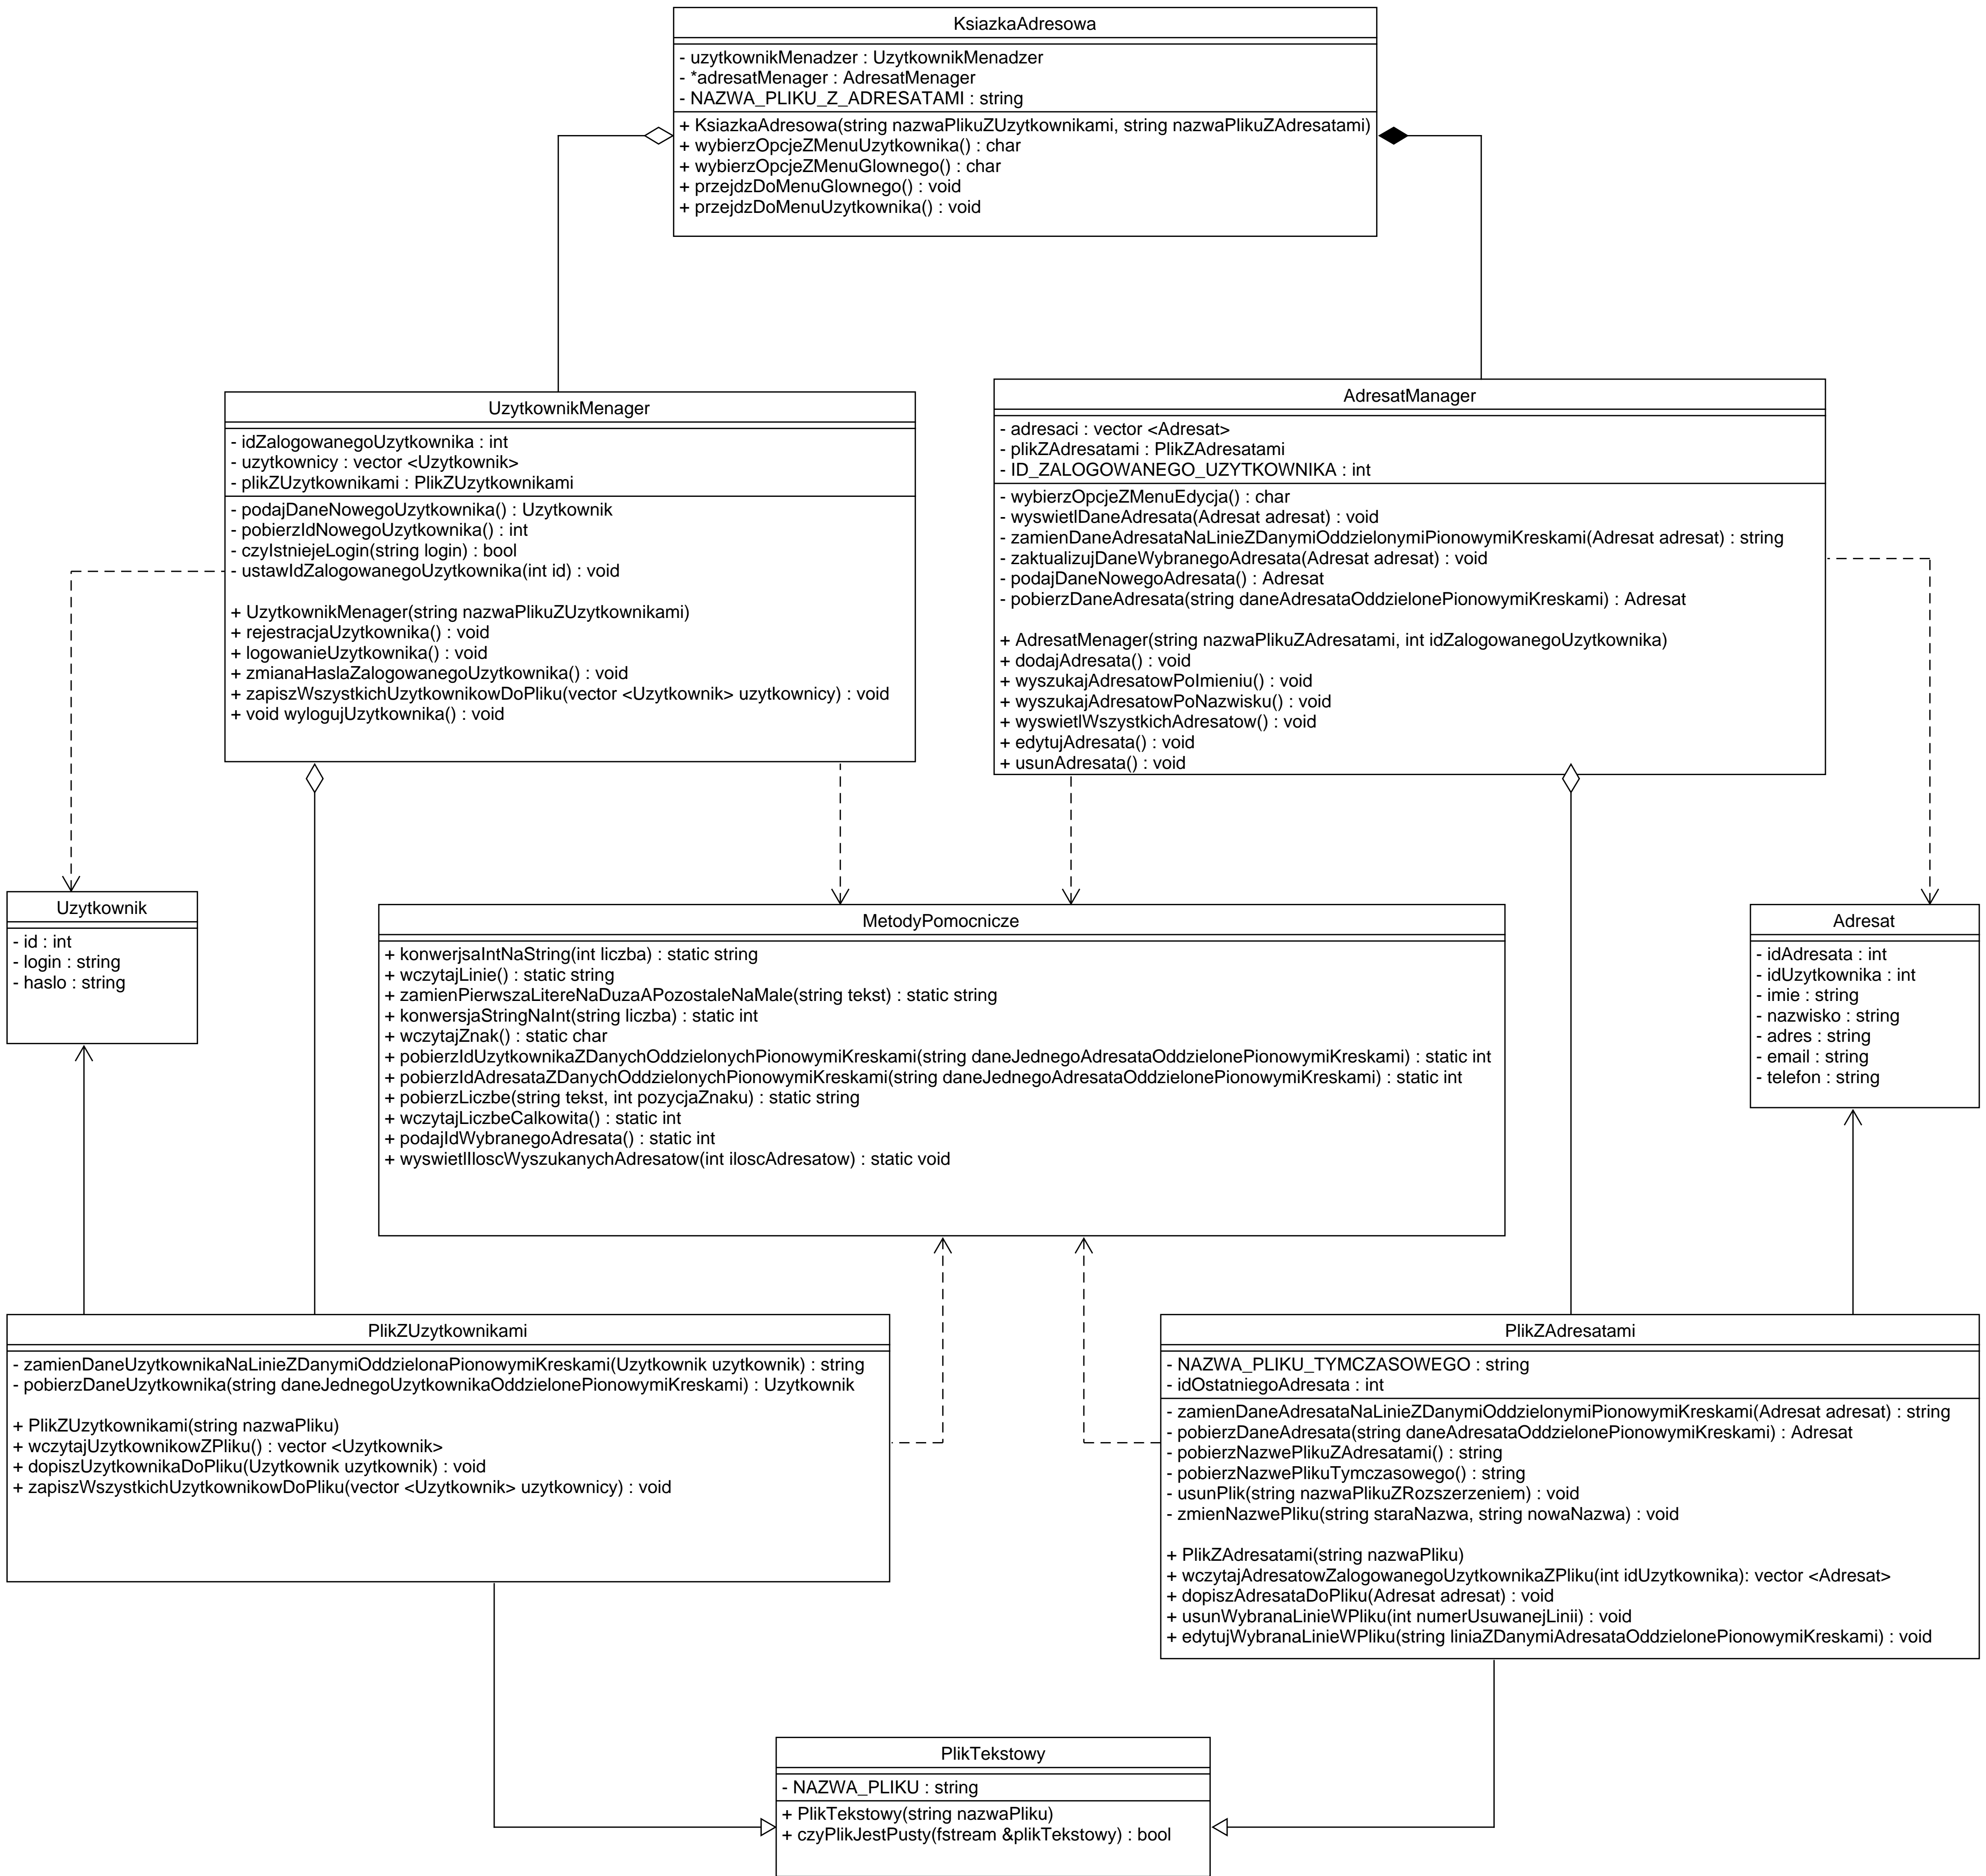 KsiazkaAdresowa
- uzytkownikMenadzer : UzytkownikMenadzer
- *adresatMenager : AdresatMenager
- NAZWA_PLIKU_Z_ADRESATAMI : string
+ KsiazkaAdresowa(string nazwaPlikuZUzytkownikami, string nazwaPlikuZAdresatami)
+ wybierzOpcjeZMenuUzytkownika() : char
+ wybierzOpcjeZMenuGlownego() : char
+ przejdzDoMenuGlownego() : void
+ przejdzDoMenuUzytkownika() : void
UzytkownikMenager
- idZalogowanegoUzytkownika : int
- uzytkownicy : vector <Uzytkownik>
- plikZUzytkownikami : PlikZUzytkownikami
- podajDaneNowegoUzytkownika() : Uzytkownik
- pobierzIdNowegoUzytkownika() : int
- czyIstniejeLogin(string login) : bool
- ustawIdZalogowanegoUzytkownika(int id) : void
+ UzytkownikMenager(string nazwaPlikuZUzytkownikami)
+ rejestracjaUzytkownika() : void
+ logowanieUzytkownika() : void
+ zmianaHaslaZalogowanegoUzytkownika() : void
+ zapiszWszystkichUzytkownikowDoPliku(vector <Uzytkownik> uzytkownicy) : void
+ void wylogujUzytkownika() : void
AdresatManager
- adresaci : vector <Adresat>
- plikZAdresatami : PlikZAdresatami
- ID_ZALOGOWANEGO_UZYTKOWNIKA : int
- wybierzOpcjeZMenuEdycja() : char
- wyswietlDaneAdresata(Adresat adresat) : void
- zamienDaneAdresataNaLinieZDanymiOddzielonymiPionowymiKreskami(Adresat adresat) : string
- zaktualizujDaneWybranegoAdresata(Adresat adresat) : void
- podajDaneNowegoAdresata() : Adresat
- pobierzDaneAdresata(string daneAdresataOddzielonePionowymiKreskami) : Adresat
+ AdresatMenager(string nazwaPlikuZAdresatami, int idZalogowanegoUzytkownika)
+ dodajAdresata() : void
+ wyszukajAdresatowPoImieniu() : void
+ wyszukajAdresatowPoNazwisku() : void
+ wyswietlWszystkichAdresatow() : void
+ edytujAdresata() : void
+ usunAdresata() : void
Uzytkownik
- id : int
- login : string
- haslo : string
MetodyPomocnicze
+ konwerjsaIntNaString(int liczba) : static string
+ wczytajLinie() : static string
+ zamienPierwszaLitereNaDuzaAPozostaleNaMale(string tekst) : static string
+ konwersjaStringNaInt(string liczba) : static int
+ wczytajZnak() : static char
+ pobierzIdUzytkownikaZDanychOddzielonychPionowymiKreskami(string daneJednegoAdresataOddzielonePionowymiKreskami) : static int
+ pobierzIdAdresataZDanychOddzielonychPionowymiKreskami(string daneJednegoAdresataOddzielonePionowymiKreskami) : static int
+ pobierzLiczbe(string tekst, int pozycjaZnaku) : static string
+ wczytajLiczbeCalkowita() : static int
+ podajIdWybranegoAdresata() : static int
+ wyswietlIloscWyszukanychAdresatow(int iloscAdresatow) : static void
Adresat
- idAdresata : int
- idUzytkownika : int
- imie : string
- nazwisko : string
- adres : string
- email : string
- telefon : string
PlikZUzytkownikami
- zamienDaneUzytkownikaNaLinieZDanymiOddzielonaPionowymiKreskami(Uzytkownik uzytkownik) : string
- pobierzDaneUzytkownika(string daneJednegoUzytkownikaOddzielonePionowymiKreskami) : Uzytkownik
+ PlikZUzytkownikami(string nazwaPliku)
+ wczytajUzytkownikowZPliku() : vector <Uzytkownik>
+ dopiszUzytkownikaDoPliku(Uzytkownik uzytkownik) : void
+ zapiszWszystkichUzytkownikowDoPliku(vector <Uzytkownik> uzytkownicy) : void
PlikZAdresatami
- NAZWA_PLIKU_TYMCZASOWEGO : string
- idOstatniegoAdresata : int
- zamienDaneAdresataNaLinieZDanymiOddzielonymiPionowymiKreskami(Adresat adresat) : string
- pobierzDaneAdresata(string daneAdresataOddzielonePionowymiKreskami) : Adresat
- pobierzNazwePlikuZAdresatami() : string
- pobierzNazwePlikuTymczasowego() : string
- usunPlik(string nazwaPlikuZRozszerzeniem) : void
- zmienNazwePliku(string staraNazwa, string nowaNazwa) : void
+ PlikZAdresatami(string nazwaPliku)
+ wczytajAdresatowZalogowanegoUzytkownikaZPliku(int idUzytkownika): vector <Adresat>
+ dopiszAdresataDoPliku(Adresat adresat) : void
+ usunWybranaLinieWPliku(int numerUsuwanejLinii) : void
+ edytujWybranaLinieWPliku(string liniaZDanymiAdresataOddzielonePionowymiKreskami) : void
PlikTekstowy
- NAZWA_PLIKU : string
+ PlikTekstowy(string nazwaPliku)
+ czyPlikJestPusty(fstream &plikTekstowy) : bool